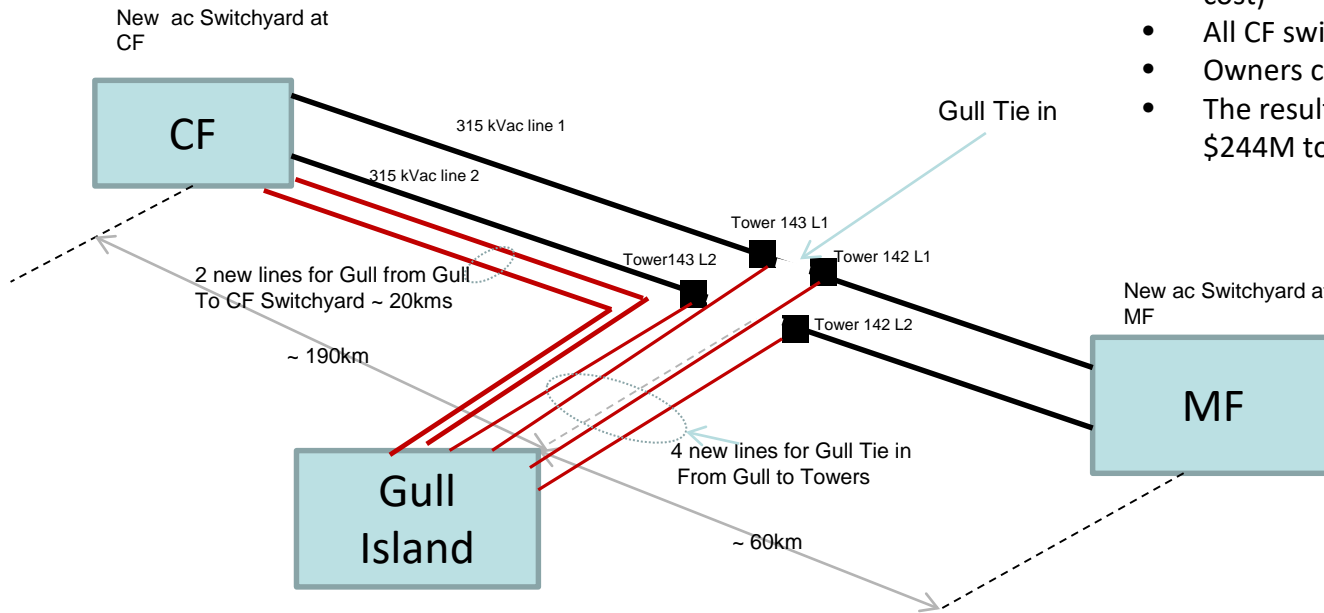 New ac Switchyard at
CF
CF
315 kVac line 1
315 kVac line 2
Gull Tie in
• All CF
• Owners
• The
$244M
Tower 143 L1
Tower143 L2
Tower 142 L1
Tower 142 L2
2 new lines for Gull from Gull
To CF Switchyard ~ 20kms
~ 190km
New ac Switchyard at
MF
MF
4 new lines for Gull Tie in
From Gull to Towers
Gull
Island
~ 60km